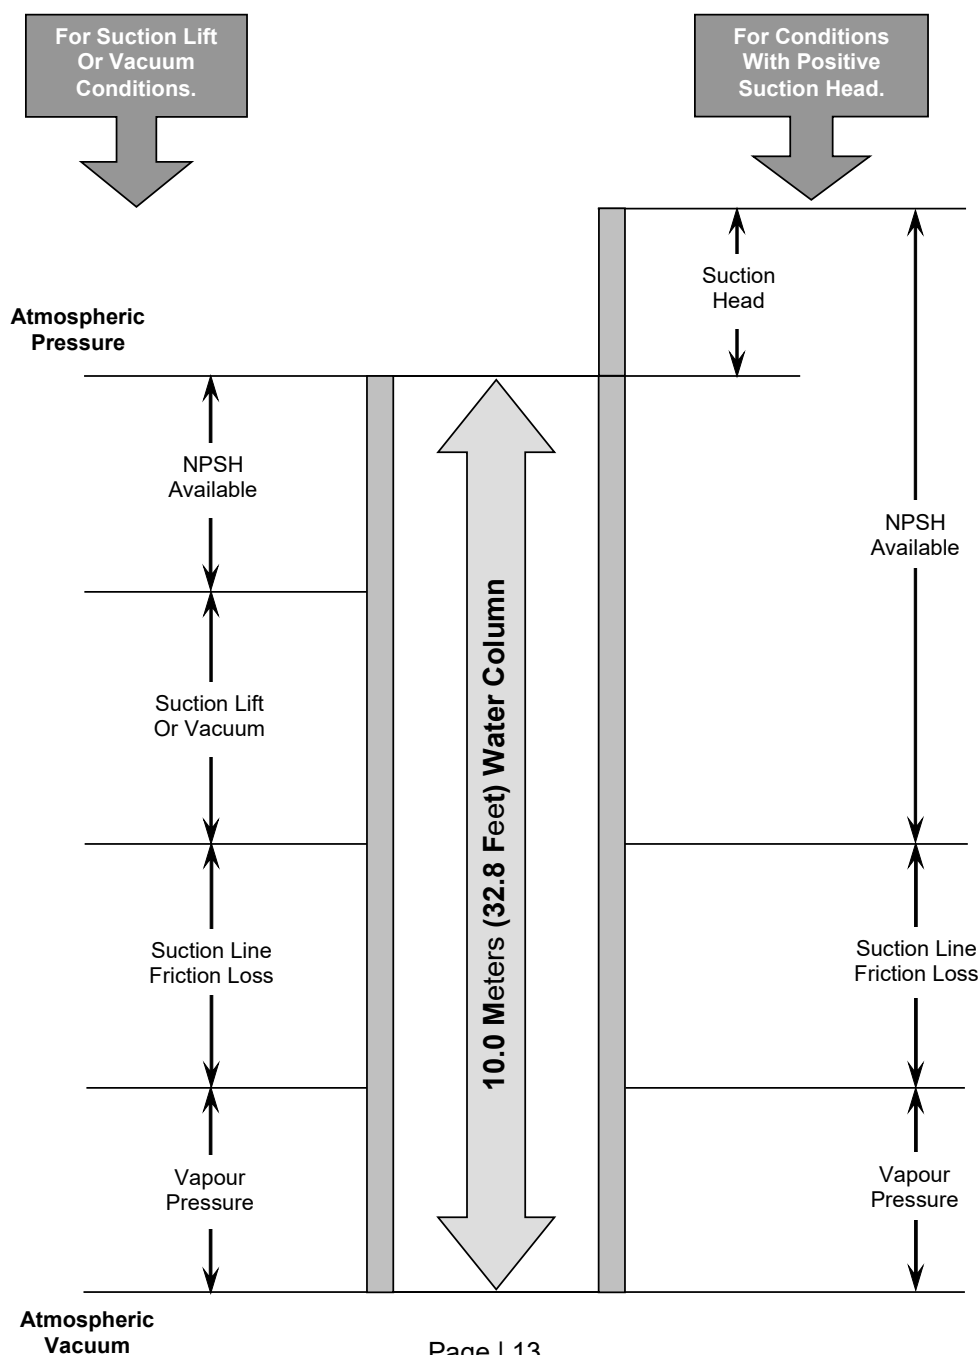 For Suction Lift
Or Vacuum
Conditions.
For Conditions
With Positive
Suction Head.
Suction
Head
Atmospheric
Pressure
NPSH
Available
NPSH
Available
Suction Lift
Or Vacuum
10.0 Meters (32.8 Feet) Water Column
Suction Line
Friction Loss
Suction Line
Friction Loss
Vapour
Pressure
Vapour
Pressure
Atmospheric
Vacuum
Page | 13